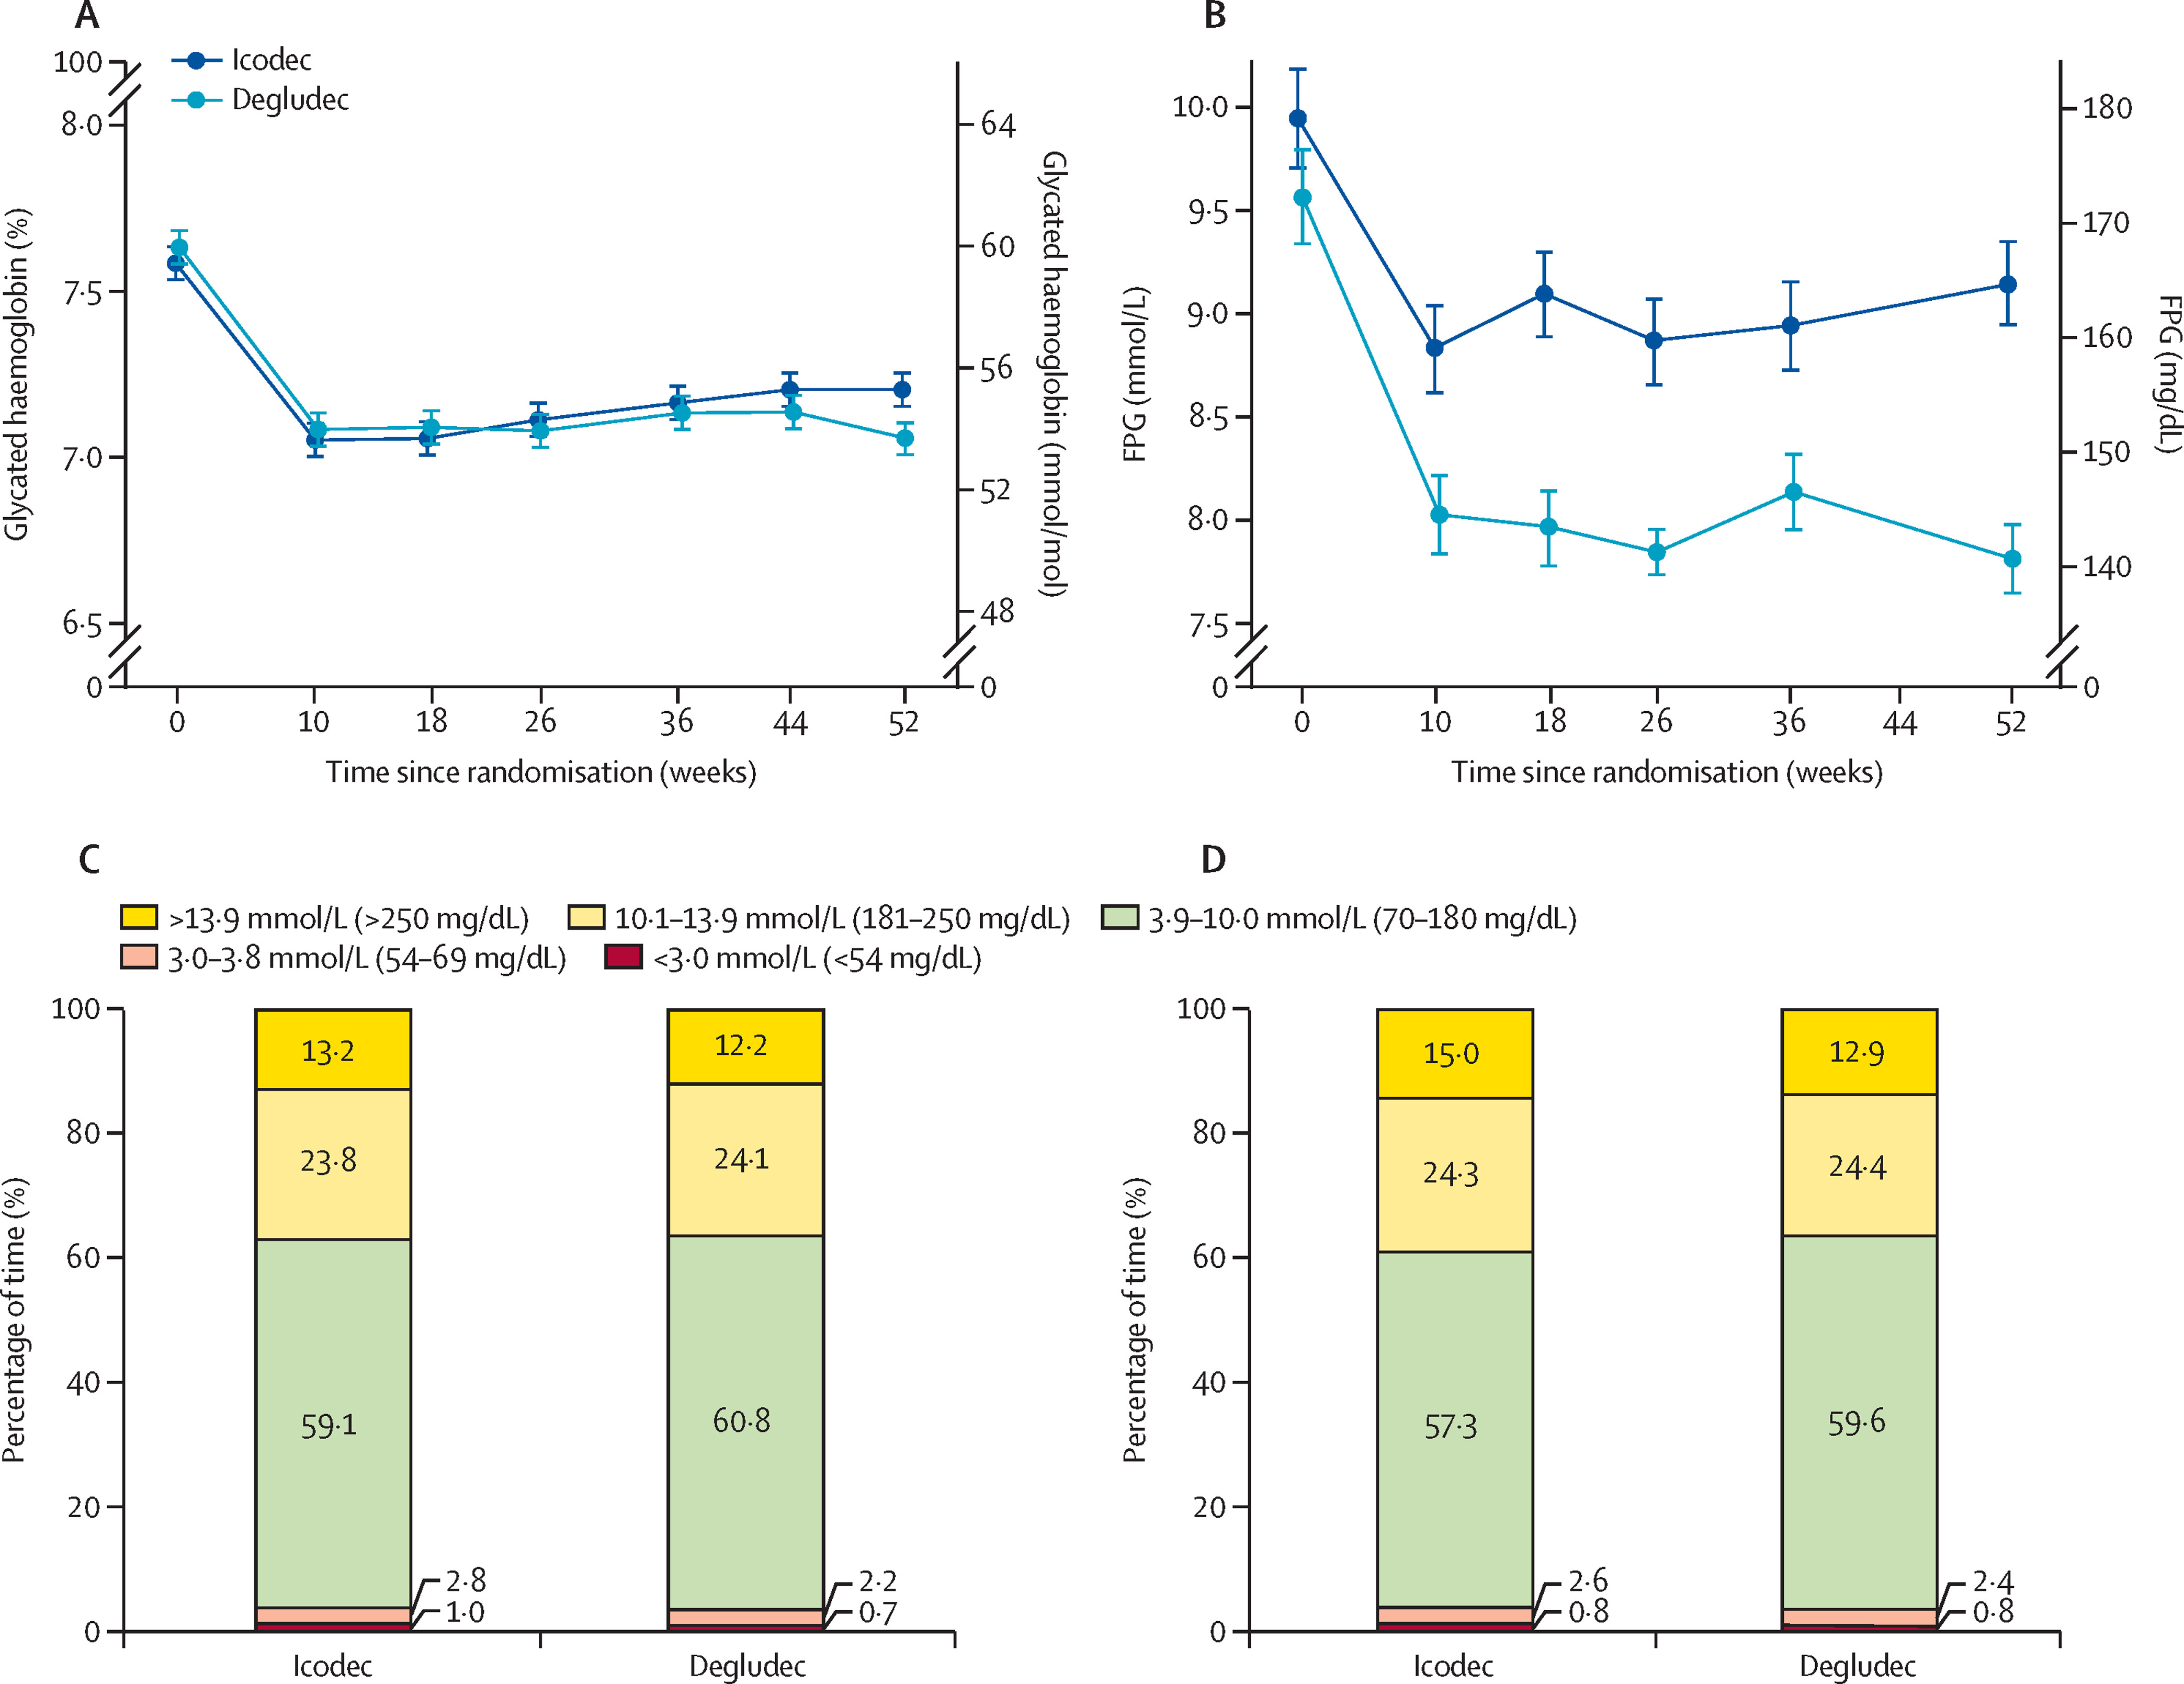 A
100
8·0
7·5
7·0
6·5
0
Glycated haemoglobin (%)
Icodec
Degludec
64
60
56
52
48
0
Glycated haemoglobin (mmol/mol)
0 10 18 26 36 44 52
Time since randomisation (weeks)
B
10·0
9·5
9·0
8·5
8·0
7·5
0
FPG (mmol/L)
180
170
160
150
140
0
FPG (mg/dL)
0 10 18 26 36 44 52
Time since randomisation (weeks)
C
>13·9 mmol/L (>250 mg/dL) 10·1–13·9 mmol/L (181–250 mg/dL) 3·9–10·0 mmol/L (70–180 mg/dL)
3·0–3·8 mmol/L (54–69 mg/dL) <3·0 mmol/L (<54 mg/dL)
100
80
60
40
20
0
Percentage of time (%)
13·2
23·8
59·1
2·8
1·0
12·2
24·1
60·8
2·2
0·7
Icodec Degludec
D
100
80
60
40
20
0
Percentage of time (%)
15·0
24·3
57·3
2·6
0·8
12·9
24·4
59·6
2·4
0·8
Icodec Degludec